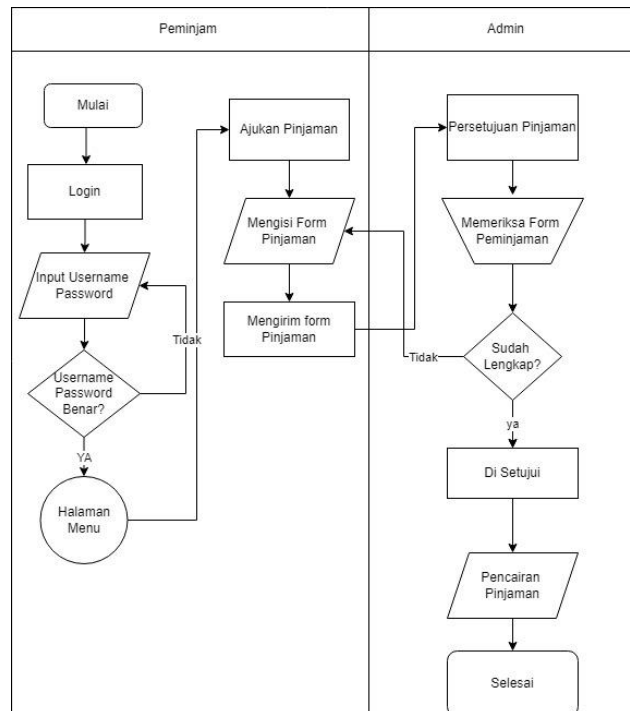 Peminjam
Admin
Mulai
Login
Input Username
Password
Tidak
Username
Password
Benar?
YA
Halaman
Menu
Ajukan Pinjaman
Mengisi Form
Pinjaman
Mengirim form
Pinjaman
Persetujuan Pinjaman
Memeriksa Form
Peminjaman
Sudah
Lengkap?
Tidak
ya
Di Setujui
Pencairan
Pinjaman
Selesai